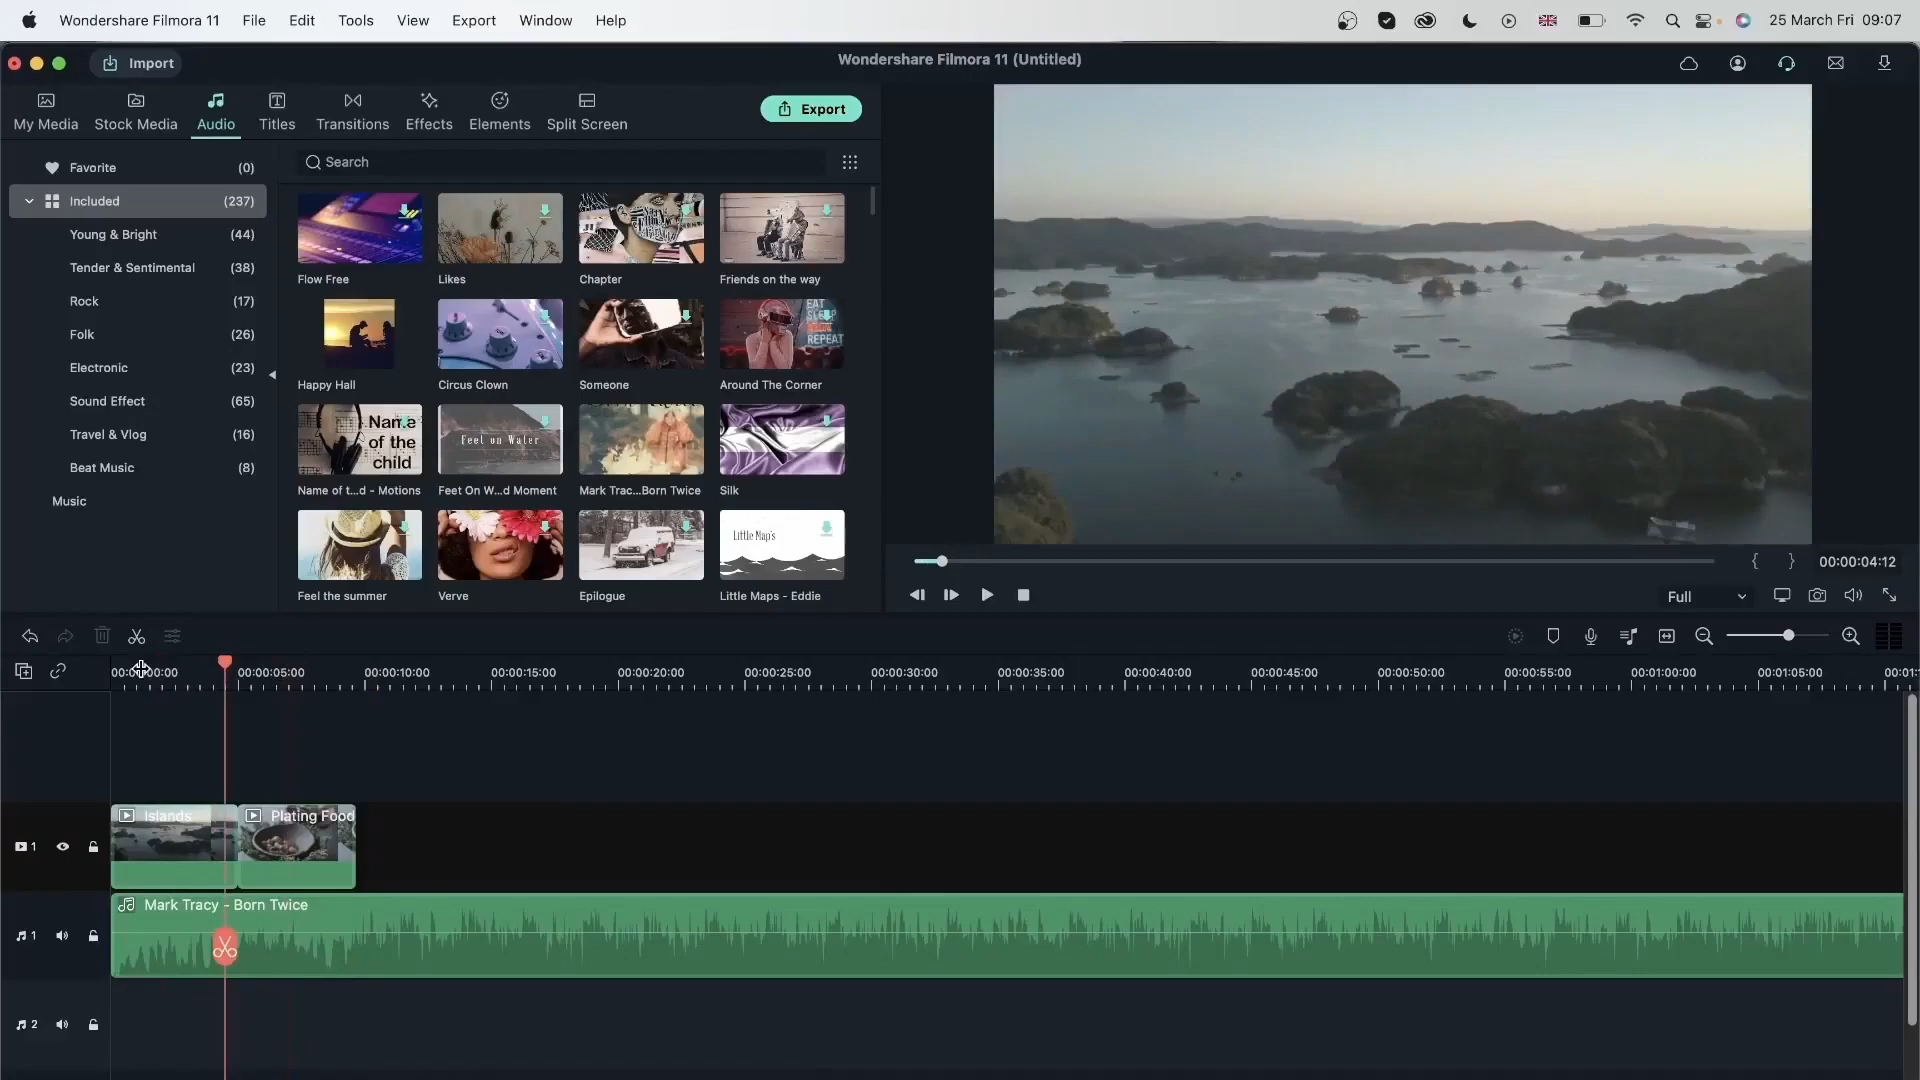 Wondershare Filmora 11 File Edit Tools View Export Window Help 25 March Fri 09:07
Import Wondershare Filmora 11 (Untitled)
My Media Stock Media Audio Titles Transitions Effects Elements Split Screen Export
Favorite (0)
Included (237)
Young & Bright (44)
Tender & Sentimental (38)
Rock (17)
Folk (26)
Electronic (23)
Sound Effect (65)
Travel & Vlog (16)
Beat Music (8)
Music
Search
Flow Free Likes Chapter Friends on the way
EAT
SLEEP
REPEAT
Happy Hall Circus Clown Someone Around The Corner
Name
of the
child
Feet on Water
Name of t...d - Motions Feet On W...d Moment Mark Trac...Born Twice Silk
Little Map's
Feel the summer Verve Epilogue Little Maps - Eddie
{ } 00:00:04:12
Full
00:00:00:00 00:00:05:00 00:00:10:00 00:00:15:00 00:00:20:00 00:00:25:00 00:00:30:00 00:00:35:00 00:00:40:00 00:00:45:00 00:00:50:00 00:00:55:00 00:01:00:00 00:01:05:00 00:01:
1 Islands Plating Food
Mark Tracy - Born Twice
1
2